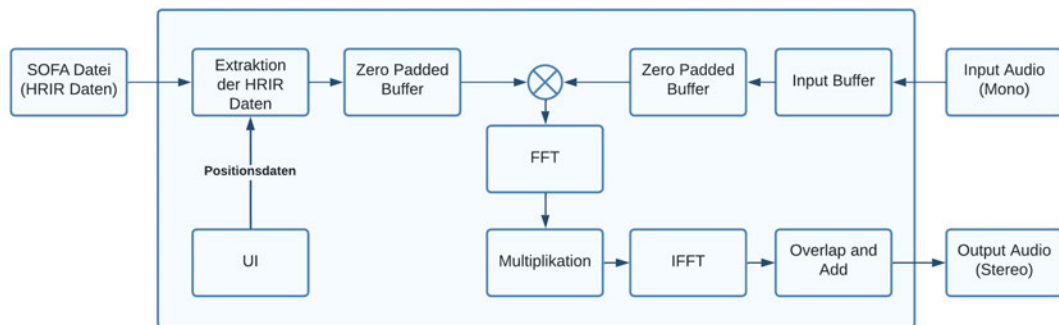 SOFA Datei
(HRIR Daten)
Extraktion
der HRIR
Daten
Zero Padded
Buffer
Zero Padded
Buffer
Input Buffer
Input Audio
(Mono)
FFT
Positionsdaten
UI
Multiplikation
IFFT
Overlap and
Add
Output Audio
(Stereo)